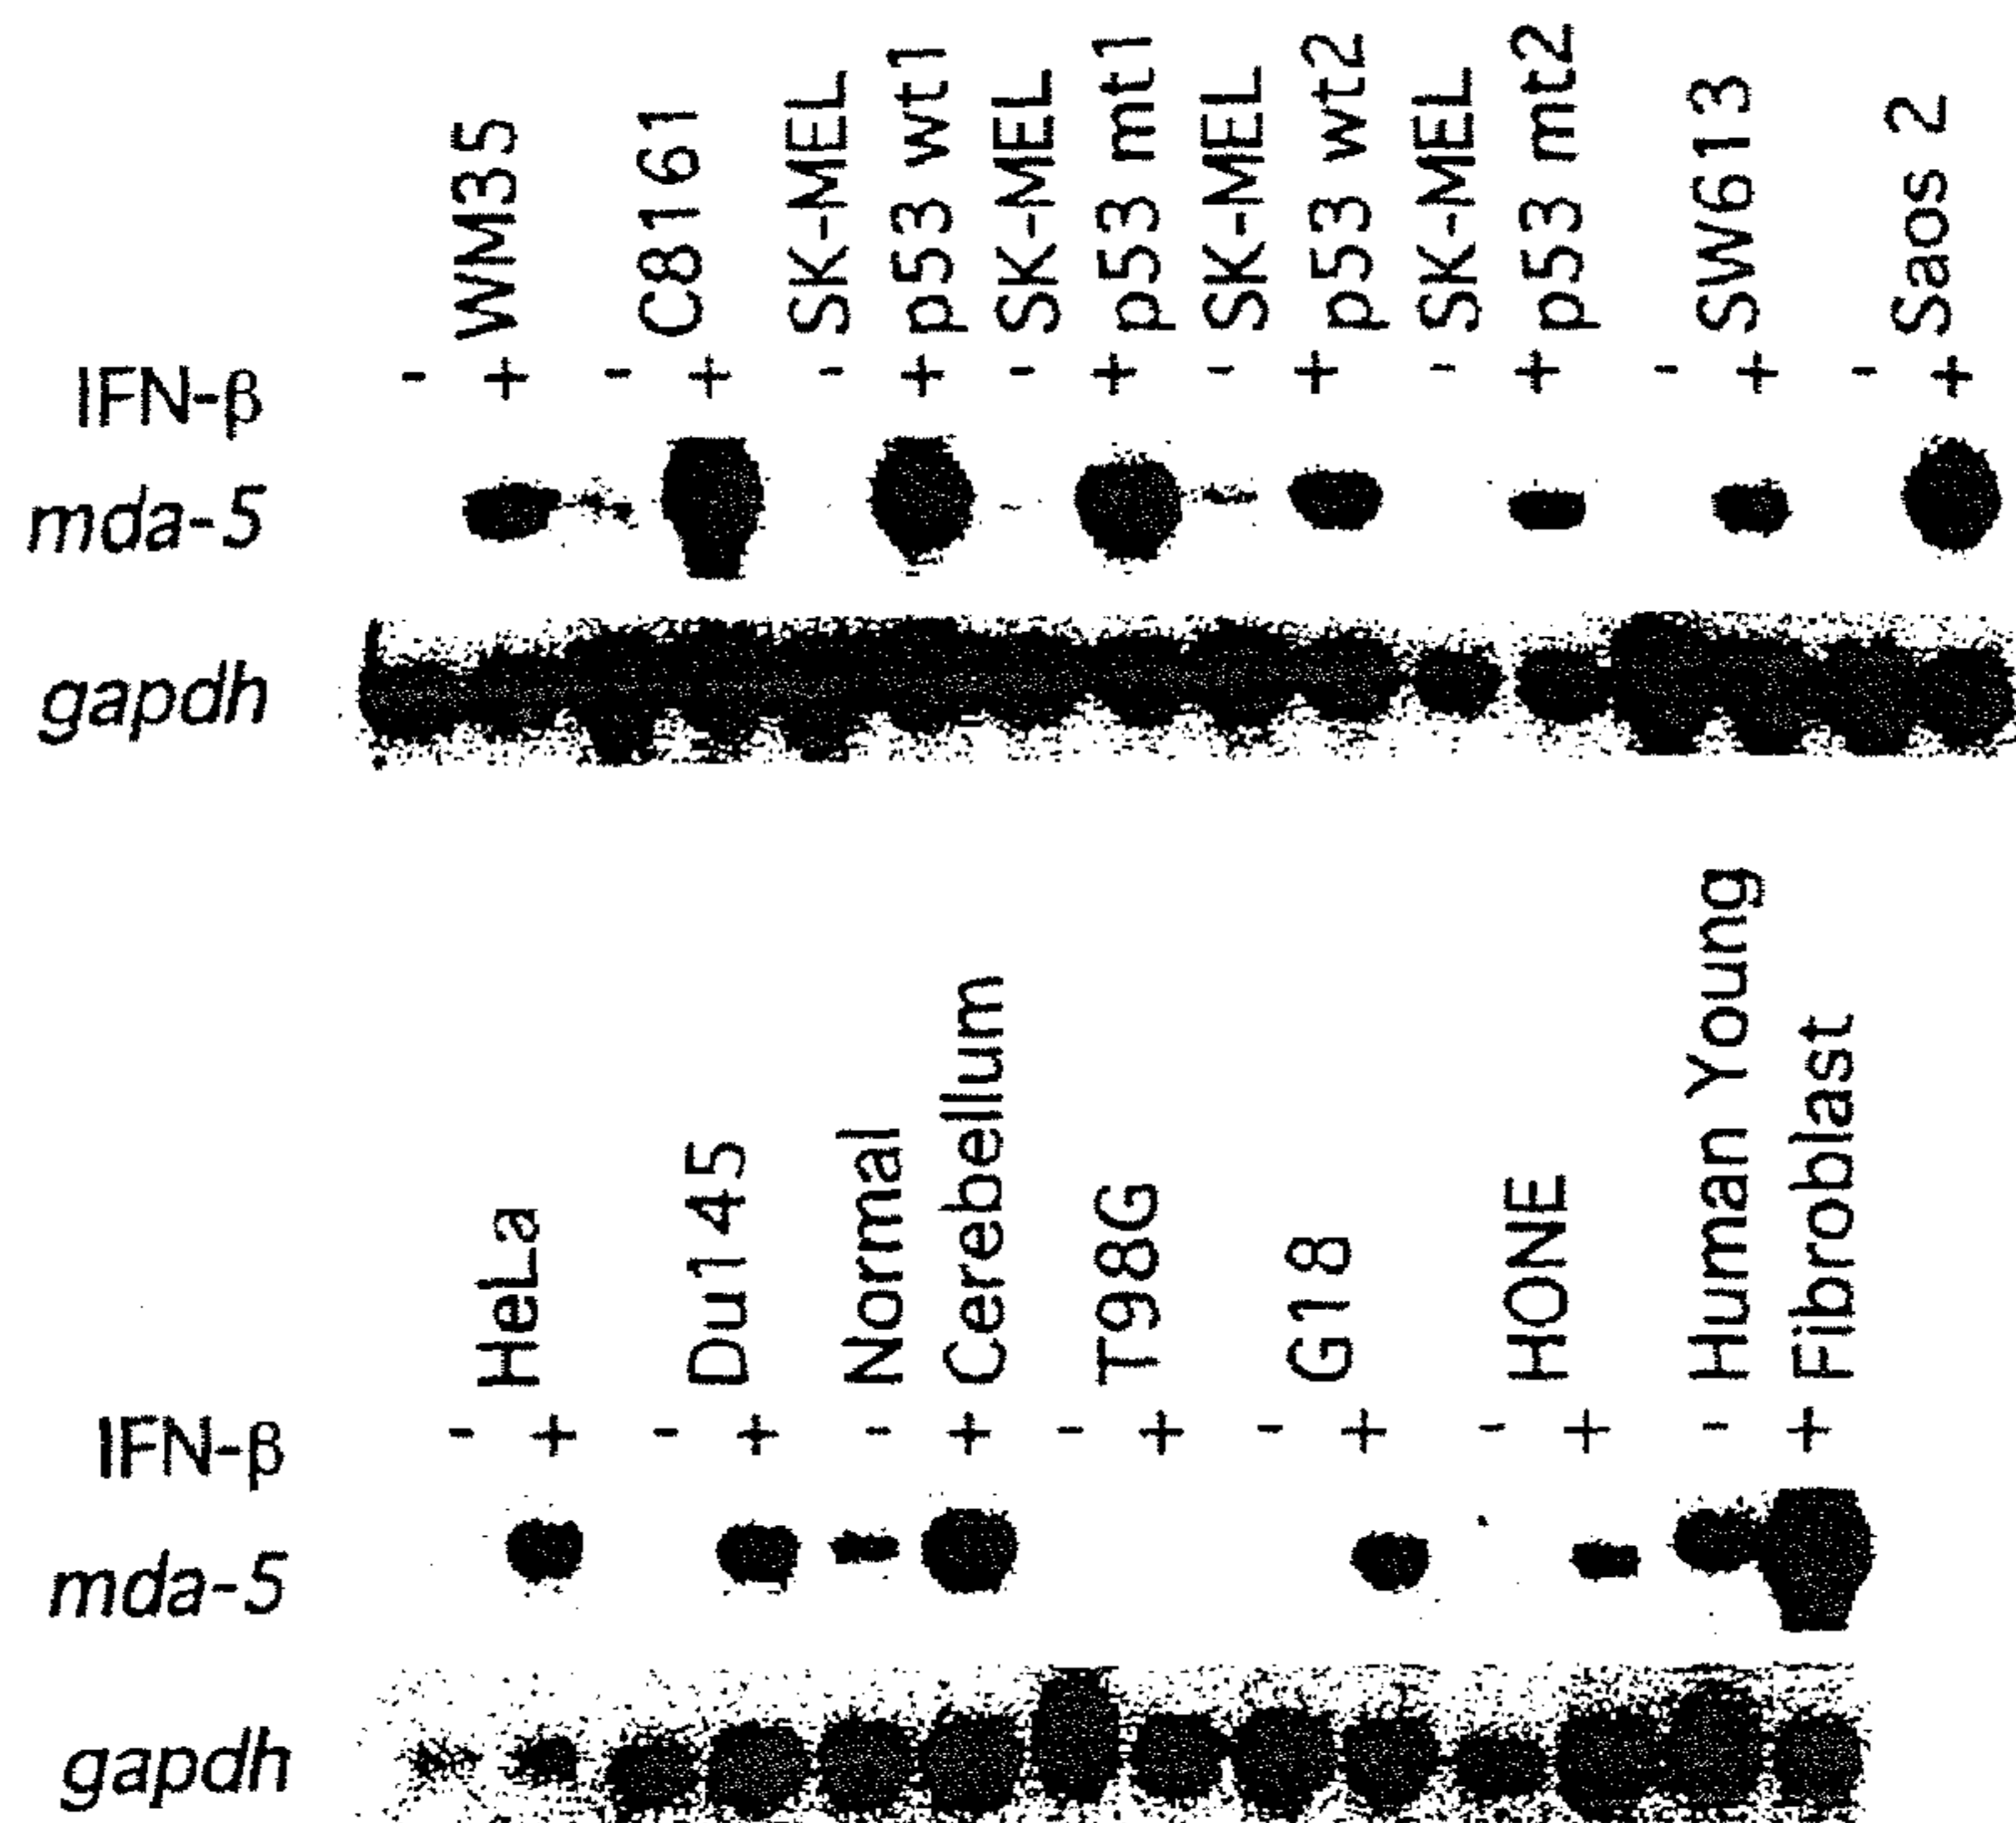 WM35 C8161 SK-MEL p53 wt1 SK-MEL p53 mt1 SK-MEL p53 wt2 SK-MEL p53 mt2 SW613 Saos 2
IFN-β - + - + - + - + - + - + - + - +
mda-5
gapdh
HeLa Du145 Normal Cerebellum T98G G18 HONE Human Young Fibroblast
IFN-β - + - + - + - + - + - + - +
mda-5
gapdh